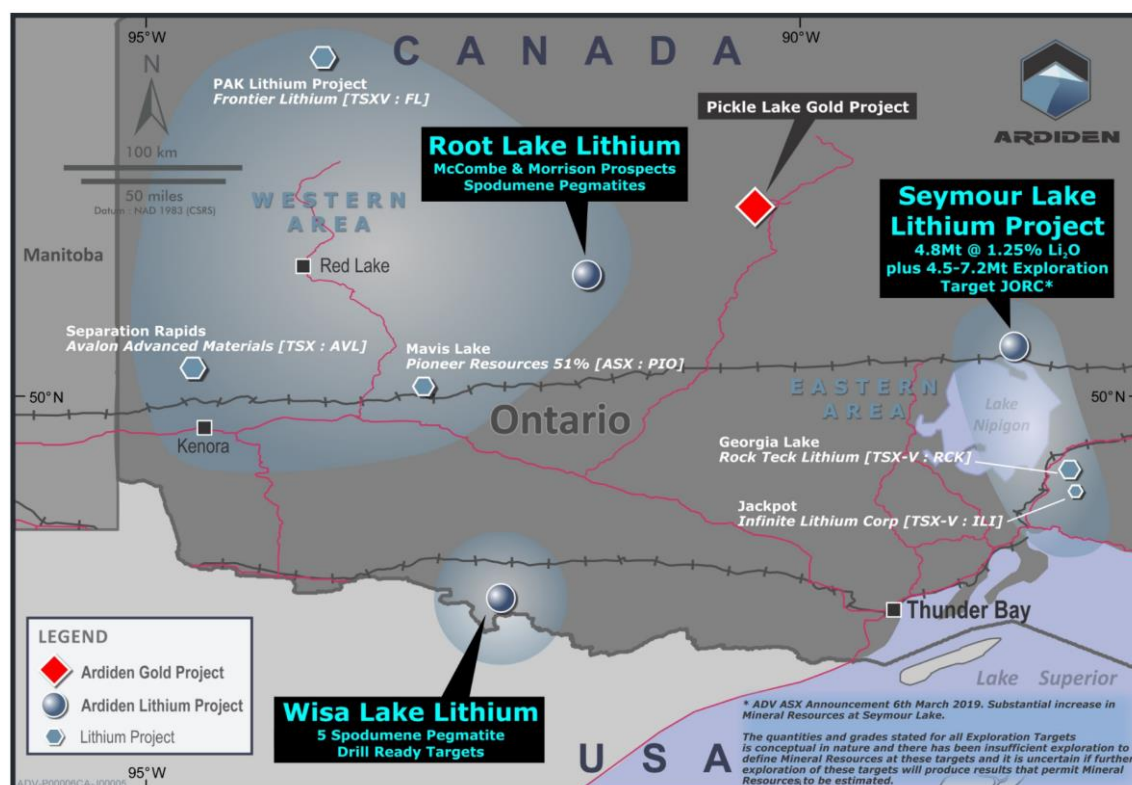 95°W
90°W
CANADA
ARDIDEN
N
PAK Lithium Project
Frontier Lithium [TSXV : FL]
Pickle Lake Gold Project
100 km
50 miles
Datum : NAD 1983 (CSRS)
Root Lake Lithium
McCombe & Morrison Prospects
Spodumene Pegmatites
WESTERN
AREA
Seymour Lake
Lithium Project
4.8Mt @ 1.25% Li₂O
plus 4.5-7.2Mt Exploration
Target JORC*
Manitoba
Red Lake
Separation Rapids
Avalon Advanced Materials [TSX : AVL]
Mavis Lake
Pioneer Resources 51% [ASX : PIO]
50°N
50°N
EASTERN
AREA
Lake
Nipigon
Ontario
Kenora
Georgia Lake
Rock Teck Lithium [TSX-V : RCK]
Jackpot
Infinite Lithium Corp [TSX-V : ILI]
Thunder Bay
LEGEND
Ardiden Gold Project
Ardiden Lithium Project
Lithium Project
Lake Superior
Wisa Lake Lithium
5 Spodumene Pegmatite
Drill Ready Targets
* ADV ASX Announcement 6th March 2019. Substantial increase in
Mineral Resources at Seymour Lake.
The quantities and grades stated for all Exploration Targets
is conceptual in nature and there has been insufficient exploration to
define Mineral Resources at these targets and it is uncertain if further
exploration of these targets will produce results that permit Mineral
Resources to be estimated.
USA
95°W